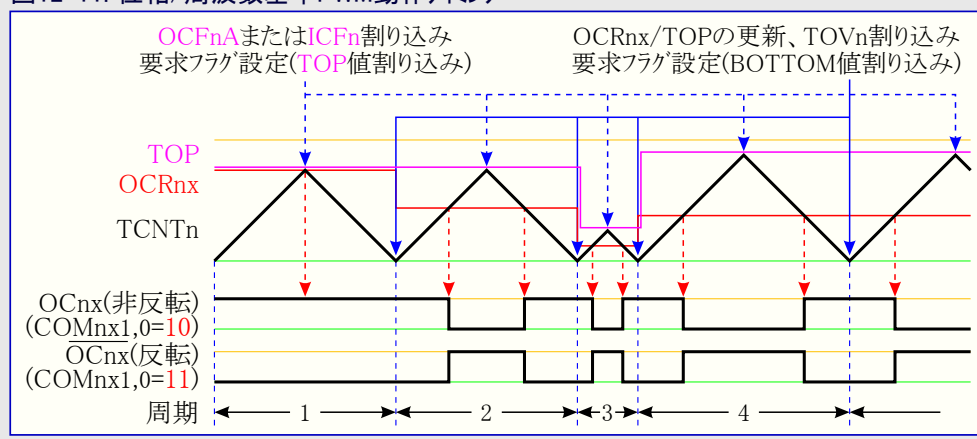 OCFnAまたはICFn割り込み
要求フラグ設定(TOP値割り込み)
OCRnx/TOPの更新、TOVn割り込み
要求フラグ設定(BOTTOM値割り込み)
TOP
OCRnx
TCNTn
OCnx(非反転)
(COMnx1,0=10)
OCnx(反転)
(COMnx1,0=11)
周期
1
2
3
4